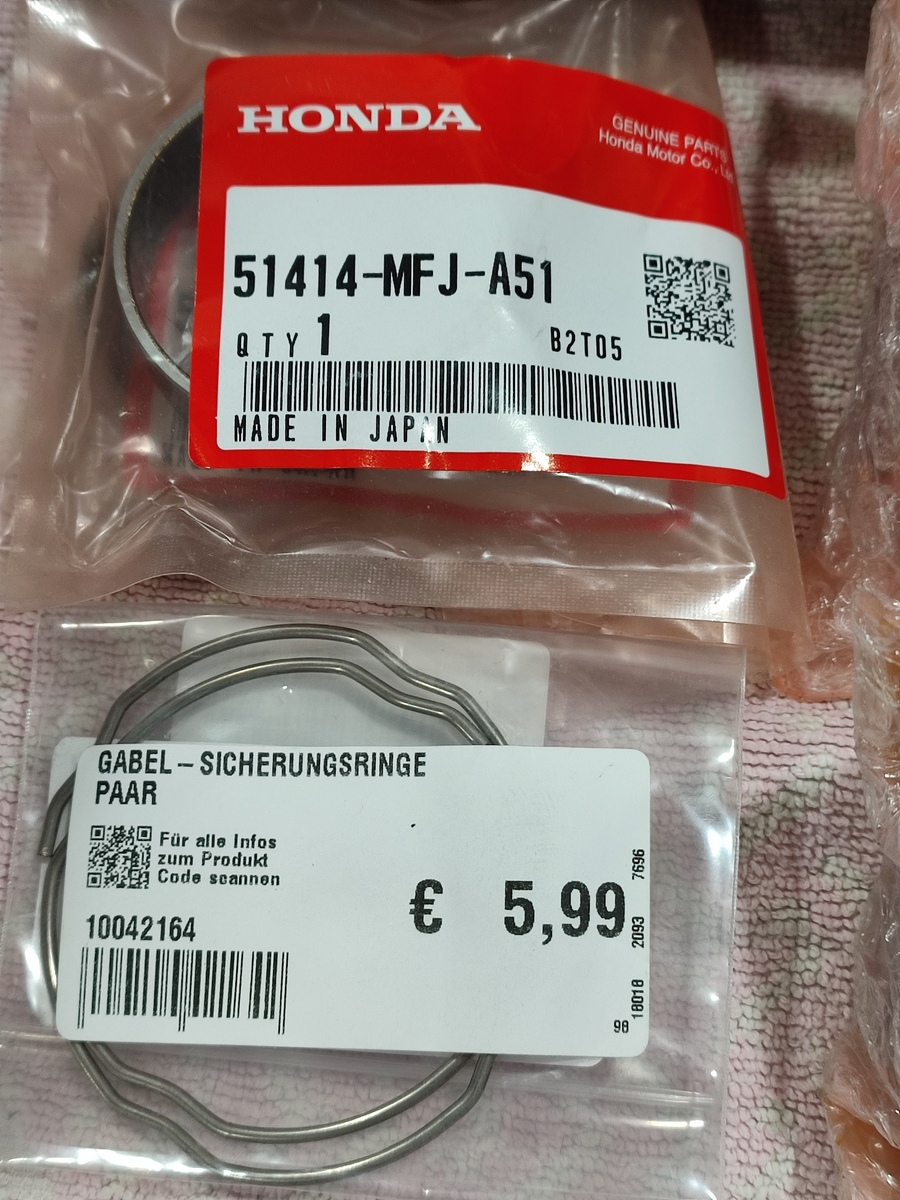 HONDA
GENUINE PARTS
Honda Motor Co., Ltd
51414-MFJ-A51
QTY 1
B2T05
MADE IN JAPAN
GABEL-SICHERUNGSRINGE
PAAR
Für alle Infos
zum Produkt
Code scannen
10042164
€ 5,99
98 18018 2093 7696